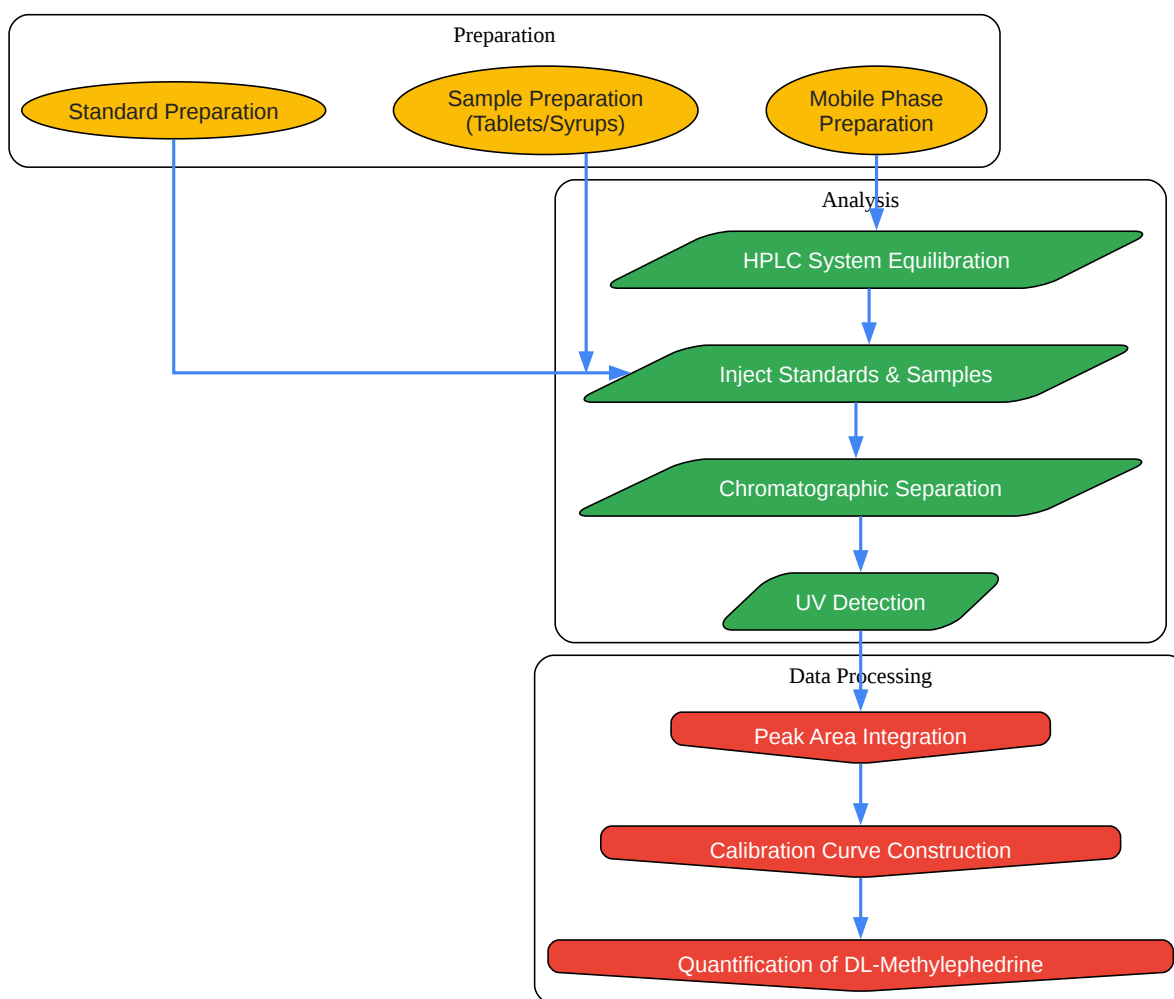 Preparation
Standard Preparation
Sample Preparation
(Tablets/Syrups)
Mobile Phase
Preparation
Analysis
HPLC System Equilibration
Inject Standards & Samples
Chromatographic Separation
UV Detection
Data Processing
Peak Area Integration
Calibration Curve Construction
Quantification of DL-Methylephedrine